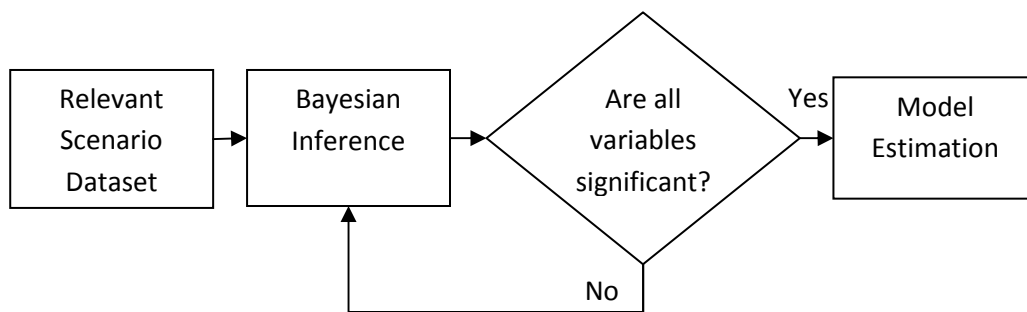 Relevant
Scenario
Dataset
Bayesian
Inference
Are all
variables
significant?
Yes
Model
Estimation
No